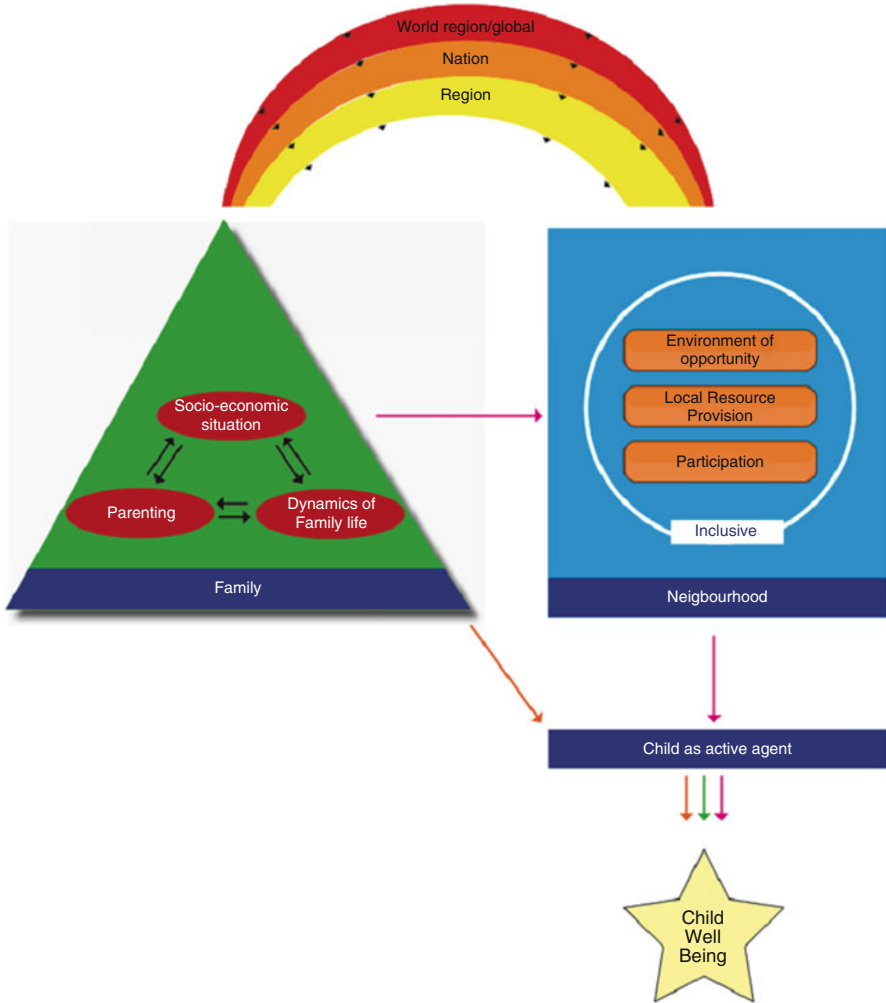 World region/global
Nation
Region
Socio-economic
situation
Parenting
Dynamics of
Family life
Family
Environment of
opportunity
Local Resource
Provision
Participation
Inclusive
Neigbourhood
Child as active agent
Child
Well
Being